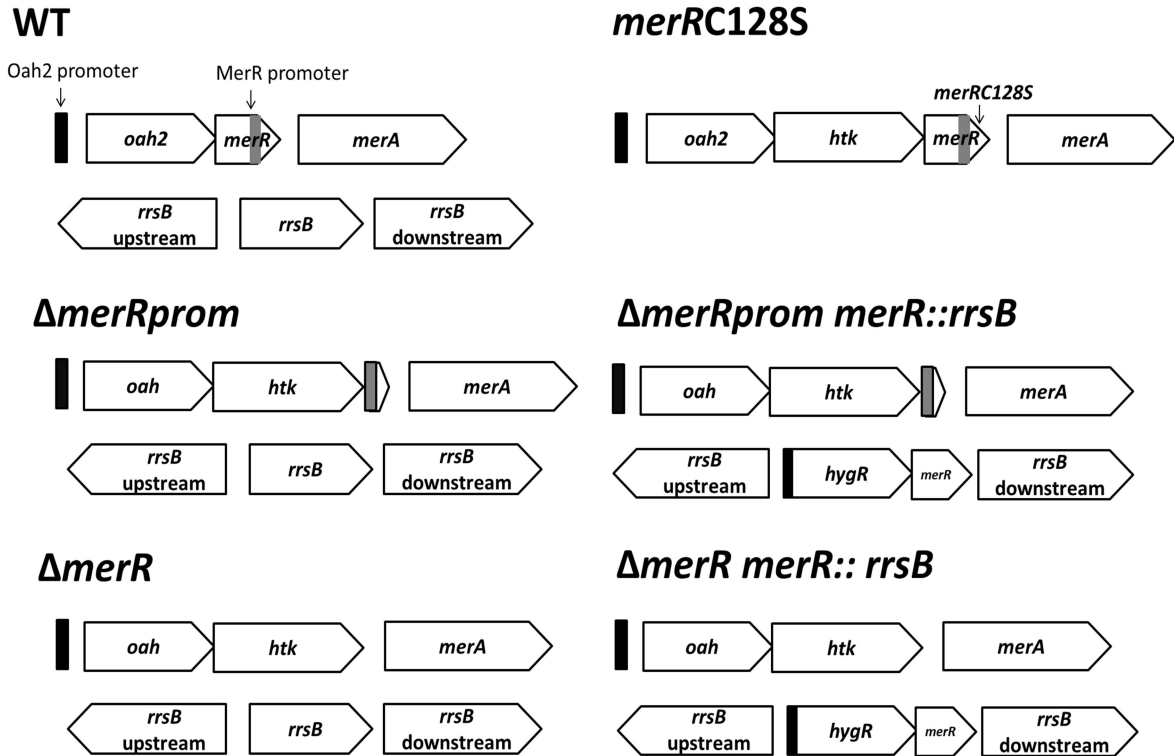 WT
Oah2 promoter
MerR promoter
oah2
merR
merA
rrsB
upstream
rrsB
rrsB
downstream
merRC128S
merRC128S
oah2
htk
merR
merA
ΔmerRprom
oah
htk
merA
rrsB
upstream
rrsB
rrsB
downstream
ΔmerRprom merR::rrsB
oah
htk
merA
rrsB
upstream
hygR
merR
rrsB
downstream
ΔmerR
oah
htk
merA
rrsB
upstream
rrsB
rrsB
downstream
ΔmerR merR:: rrsB
oah
htk
merA
rrsB
upstream
hygR
merR
rrsB
downstream